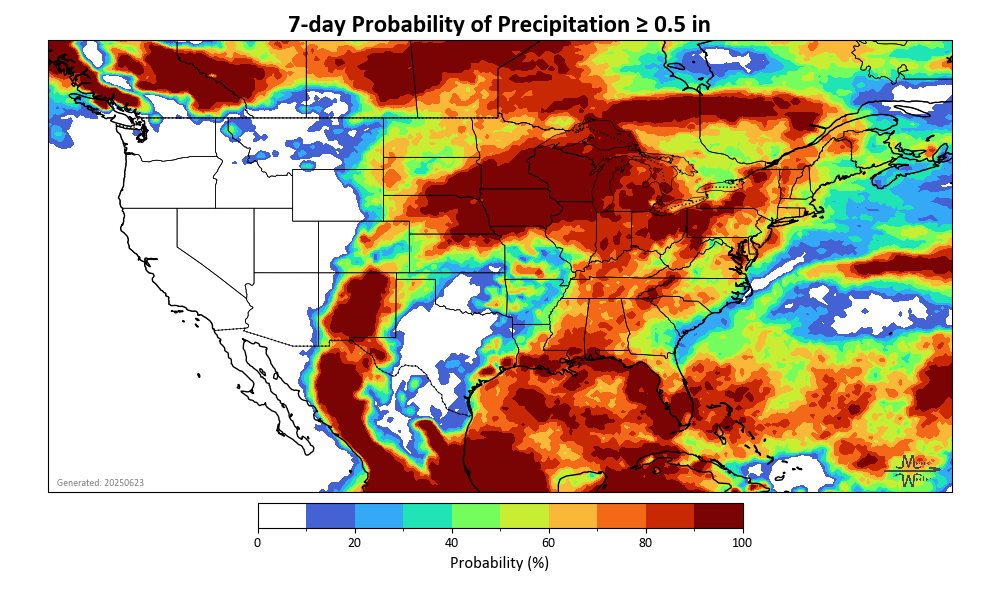 7-day Probability of Precipitation ≥ 0.5 in
Generated: 20250623
0 20 40 60 80 100
Probability (%)